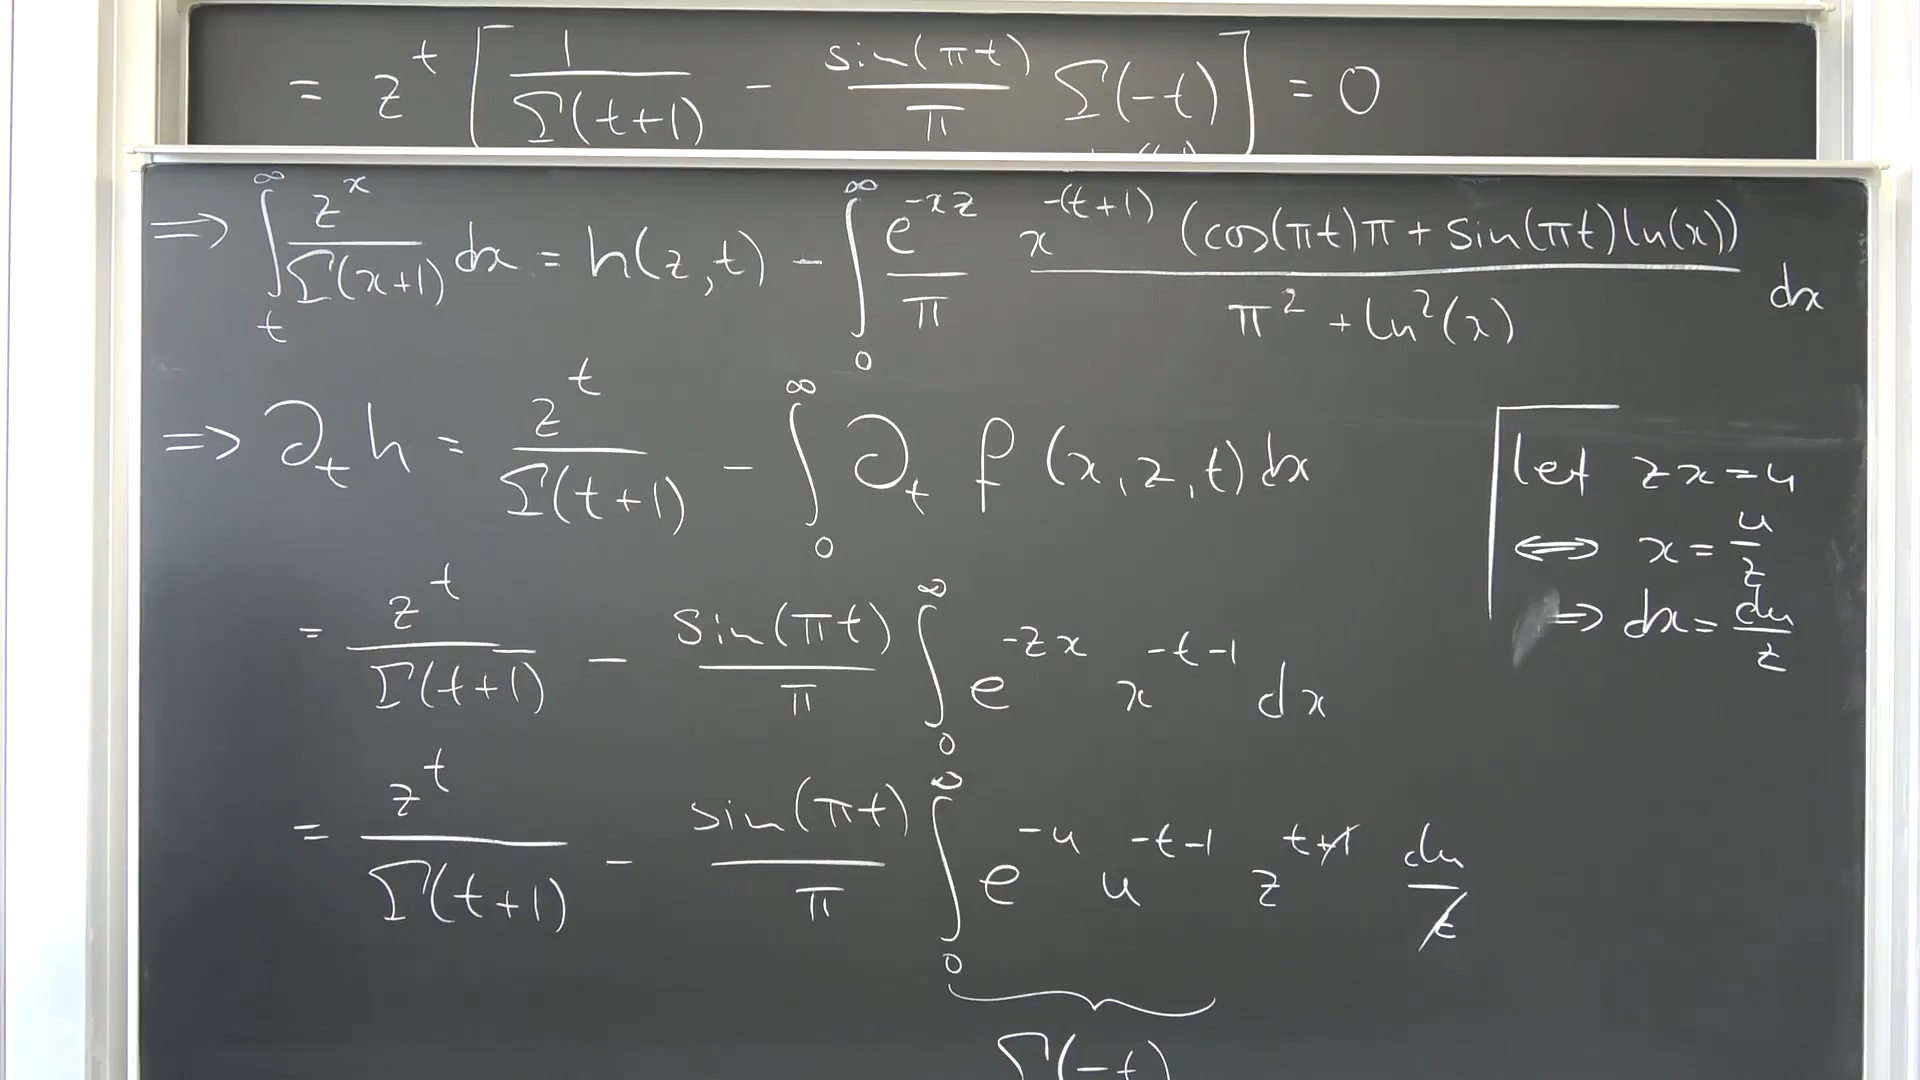 = z^t [ 1/Γ(t+1) − sin(πt)/π Γ(−t) ] = 0
⇒ ∫_t^∞ z^x/Γ(x+1) dx = h(z,t) − ∫_0^∞ e^{−xz}/π x^{−(t+1)} (cos(πt)π + sin(πt)ln(x))/(π² + ln²(x)) dx
⇒ ∂_t h = z^t/Γ(t+1) − ∫_0^∞ ∂_t f(x,z,t) dx
= z^t/Γ(t+1) − sin(πt)/π ∫_0^∞ e^{−zx} x^{−t−1} dx
= z^t/Γ(t+1) − sin(πt)/π ∫_0^∞ e^{−u} u^{−t−1} z^{t+1} du/z
Γ(−t)
let zx = u
⇔ x = u/z
⇒ dx = du/z